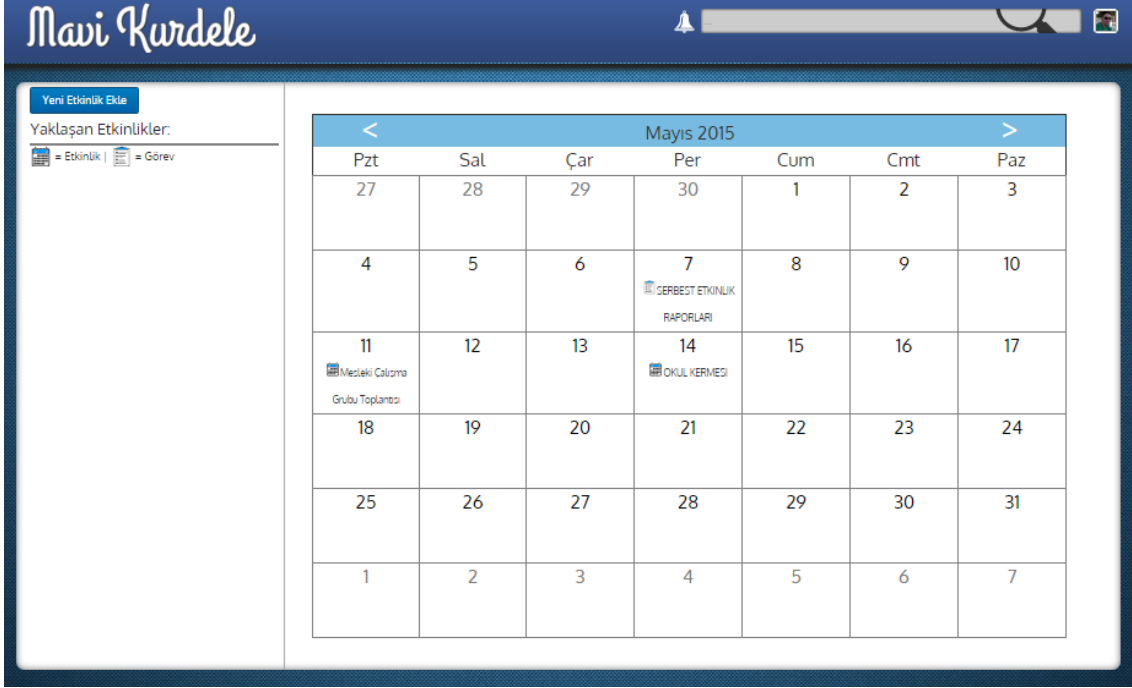 Mavi Kurdele
Yeni Etkinlik Ekle
Yaklaşan Etkinlikler:
= Etkinlik | = Görev
< Mayıs 2015 >
Pzt Sal Çar Per Cum Cmt Paz
27 28 29 30 1 2 3
4 5 6 7 8 9 10
SERBEST ETKINLIK
RAPORLARI
11 12 13 14 15 16 17
Mesleki Calısma OKUL KERMESI
Grubu Toplantısı
18 19 20 21 22 23 24
25 26 27 28 29 30 31
1 2 3 4 5 6 7